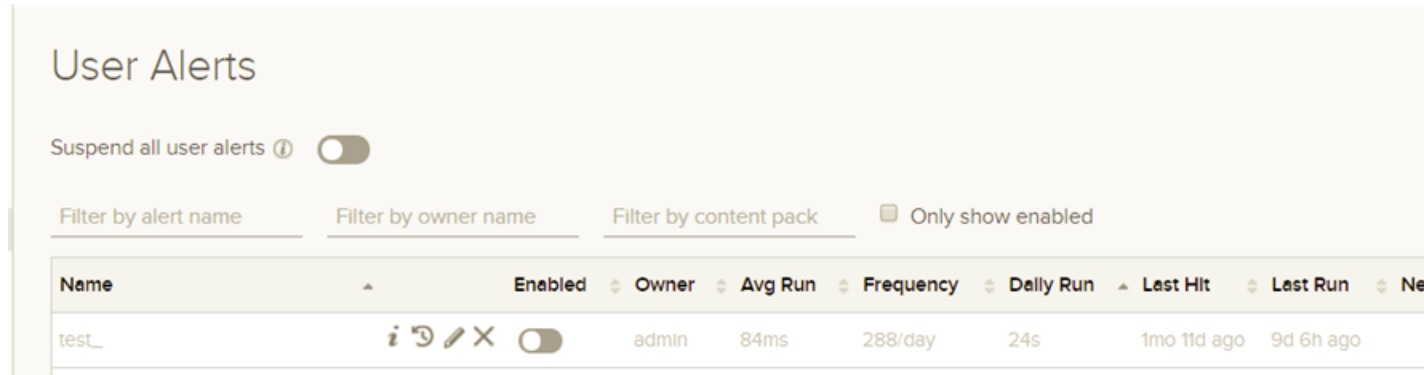 User Alerts
Suspend all user alerts
Filter by alert name Filter by owner name Filter by content pack Only show enabled
Name Enabled Owner Avg Run Frequency Daily Run Last Hit Last Run Ne
test_ admin 84ms 288/day 24s 1mo 11d ago 9d 6h ago